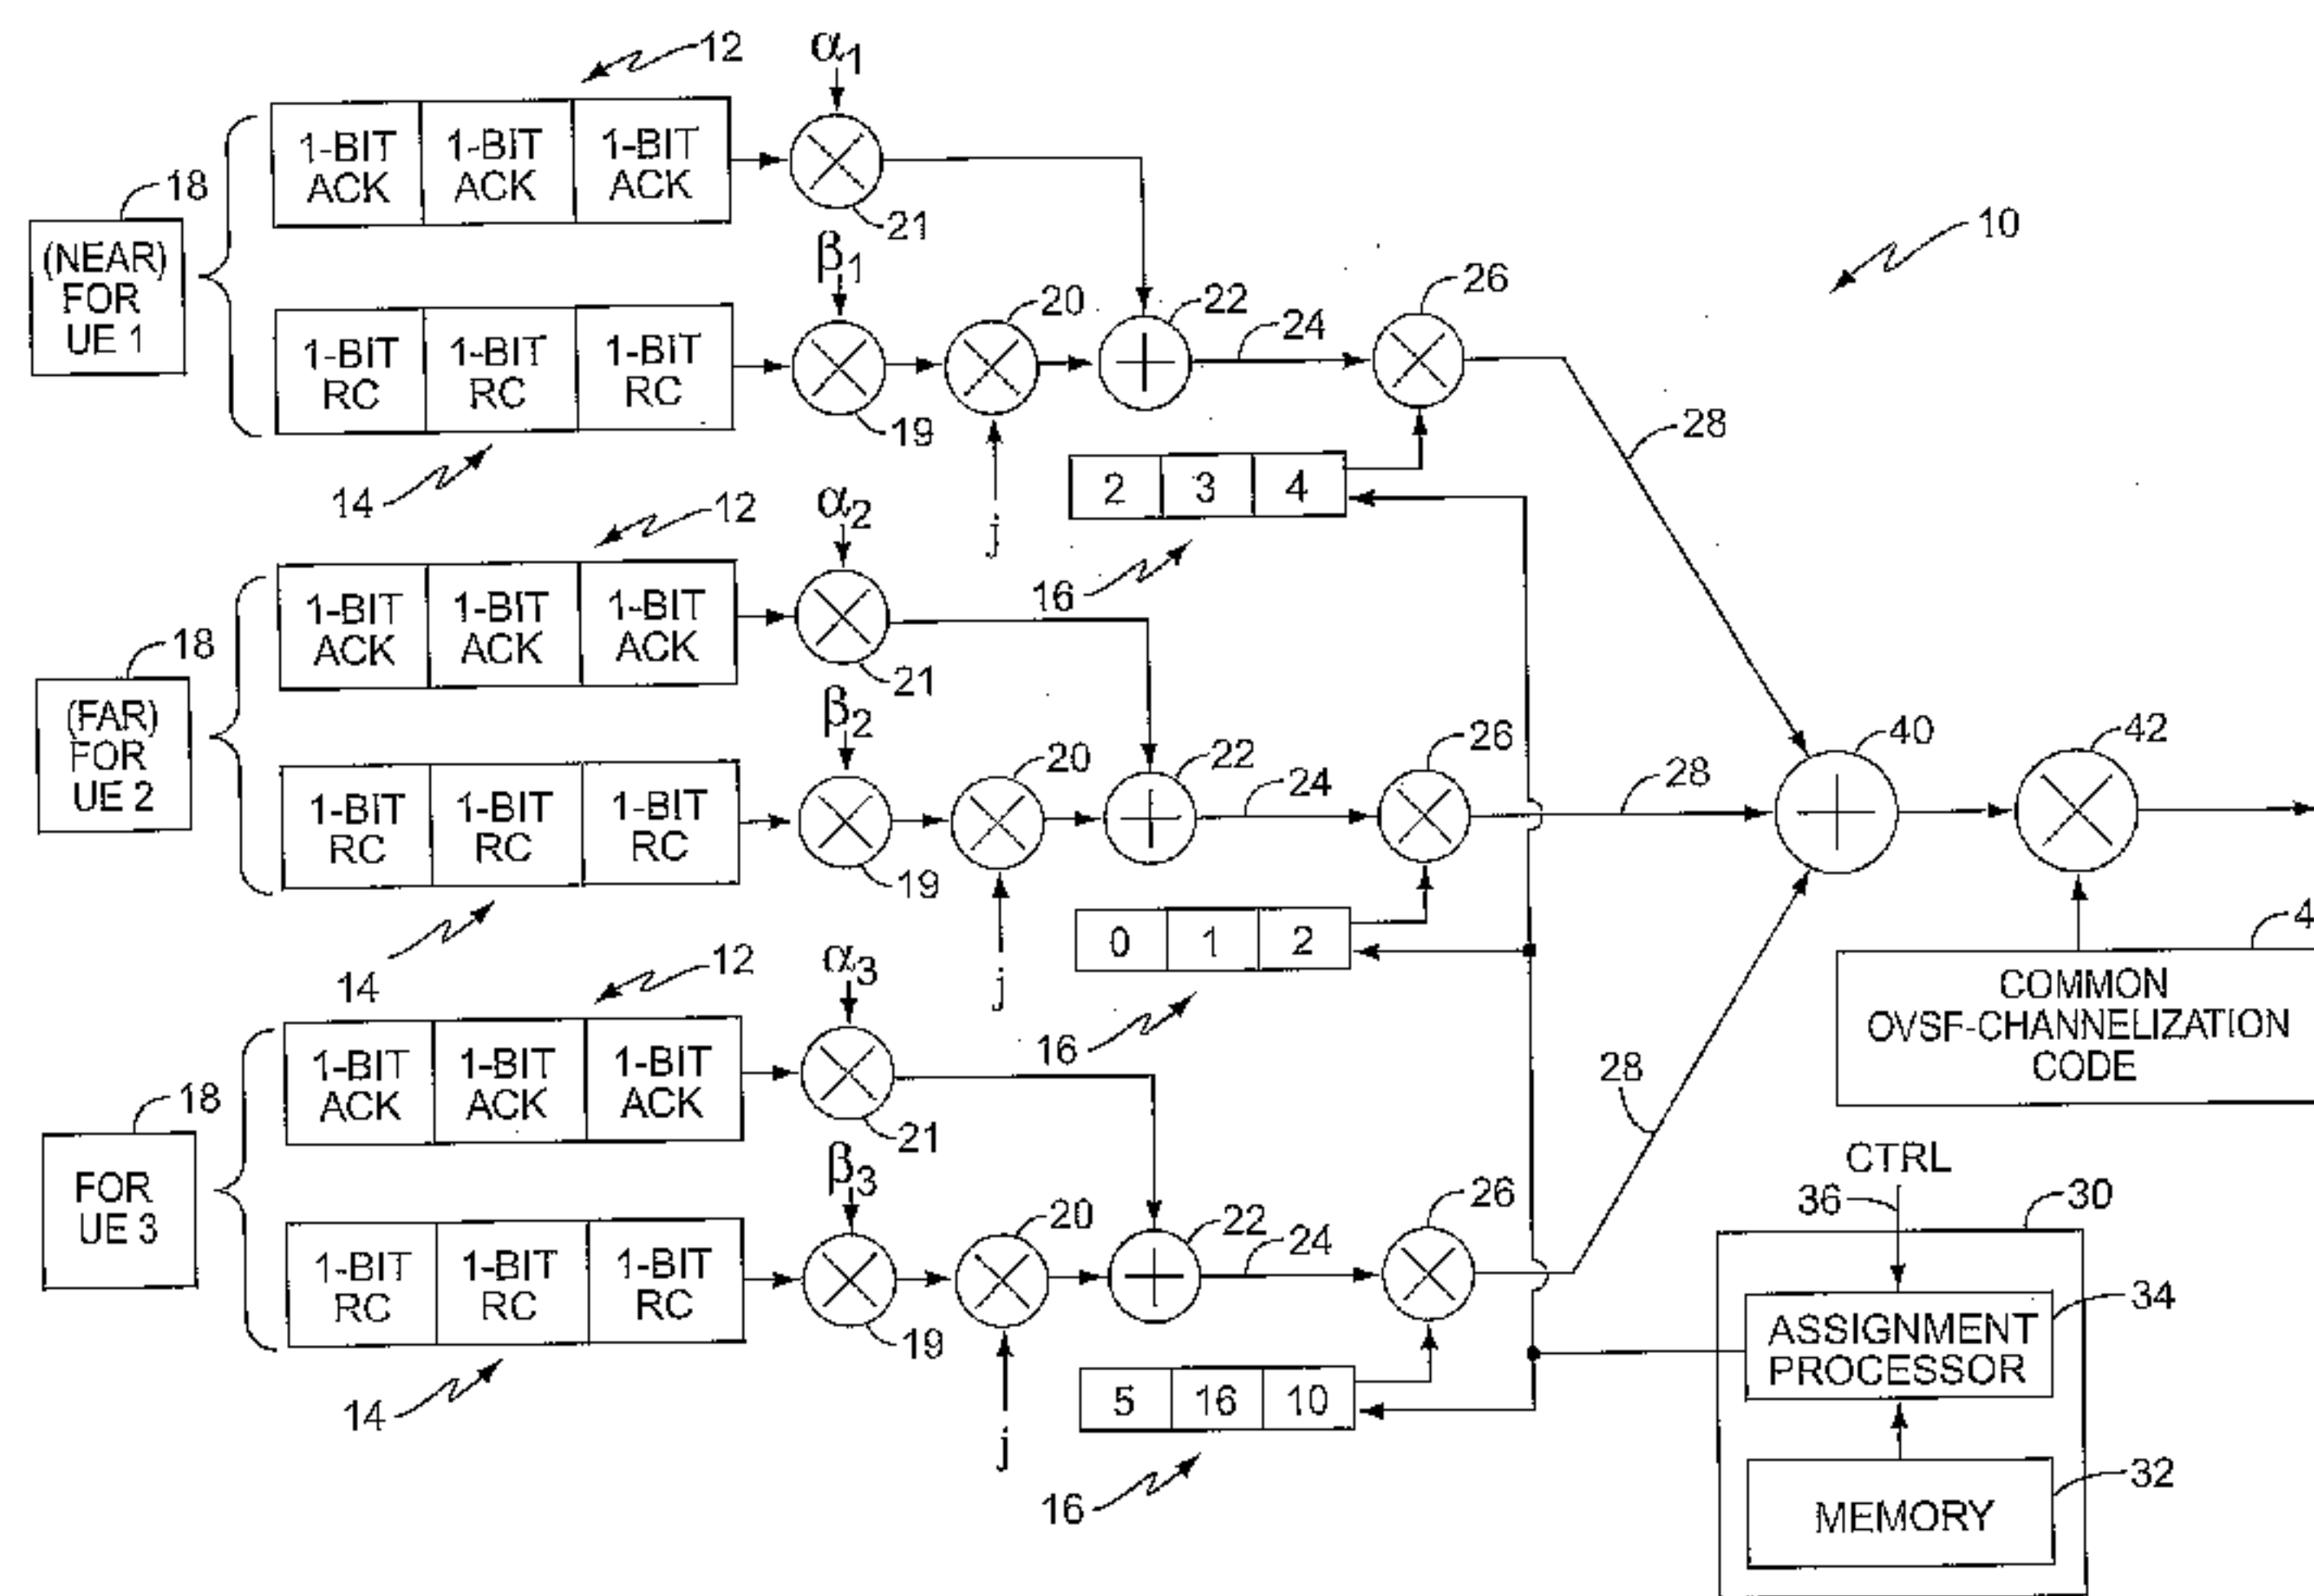 12
α1
1-BIT ACK 1-BIT ACK 1-BIT ACK
18
21
10
(NEAR)
FOR
UE 1
β1
20
22
24
26
1-BIT RC 1-BIT RC 1-BIT RC
19
28
14
j
2 3 4
16
12
α2
1-BIT ACK 1-BIT ACK 1-BIT ACK
18
21
(FAR)
FOR
UE 2
β2
20
22
24
26
28
40
42
1-BIT RC 1-BIT RC 1-BIT RC
19
14
j
0 1 2
16
COMMON
OVSF-CHANNELIZATION
CODE
12
α3
1-BIT ACK 1-BIT ACK 1-BIT ACK
18
21
28
FOR
UE 3
β3
20
22
24
26
1-BIT RC 1-BIT RC 1-BIT RC
19
14
j
5 16 10
16
CTRL
36
30
ASSIGNMENT
PROCESSOR
34
MEMORY
32